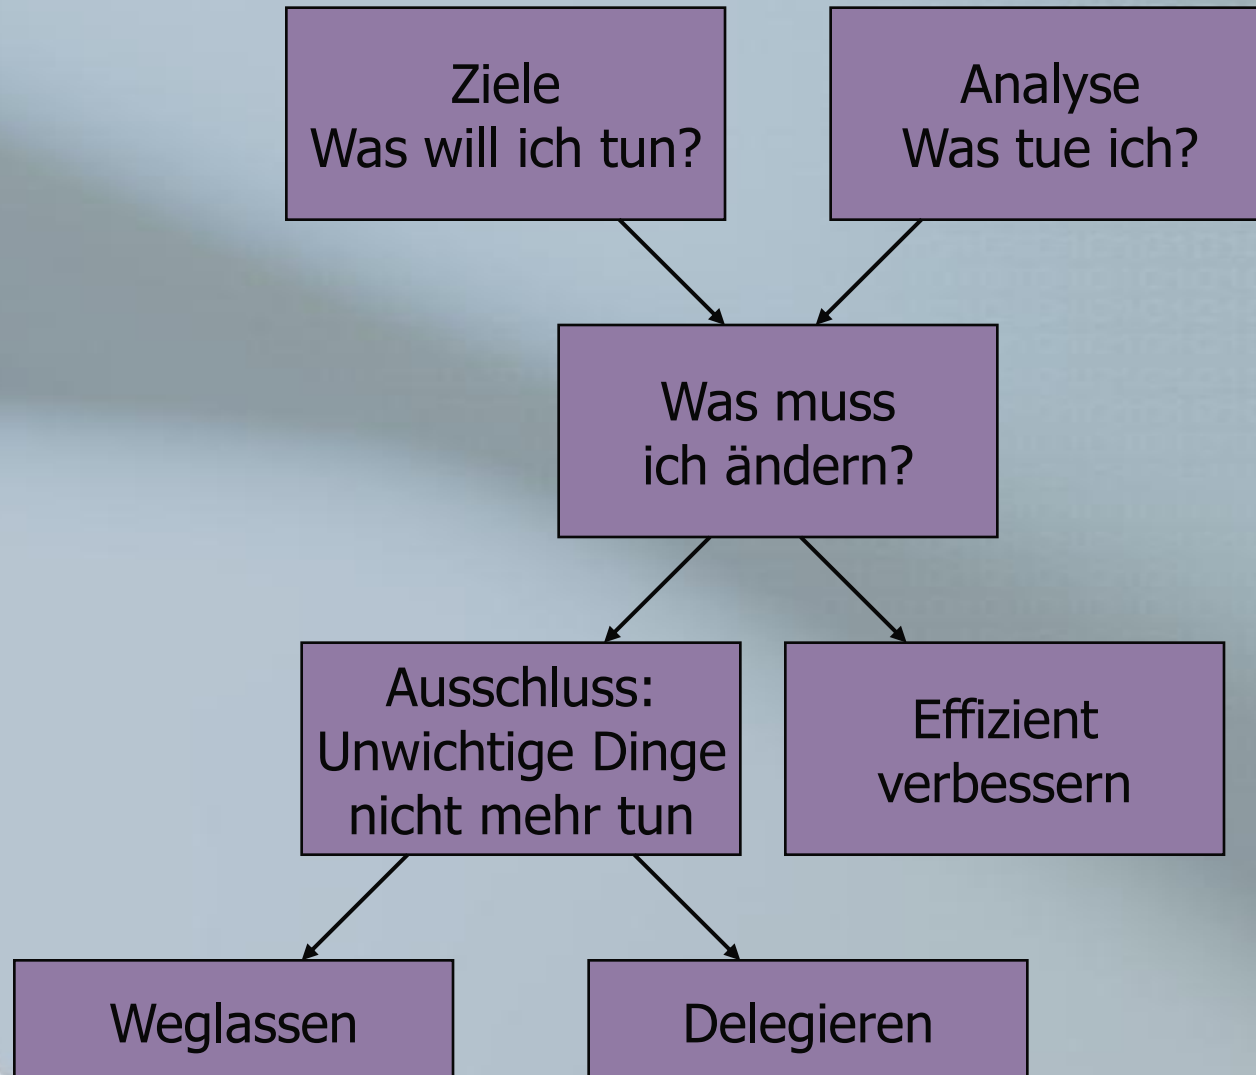 Ziele
Was will ich tun?
Analyse
Was tue ich?
Was muss
ich ändern?
Ausschluss:
Unwichtige Dinge
nicht mehr tun
Effizient
verbessern
Weglassen
Delegieren